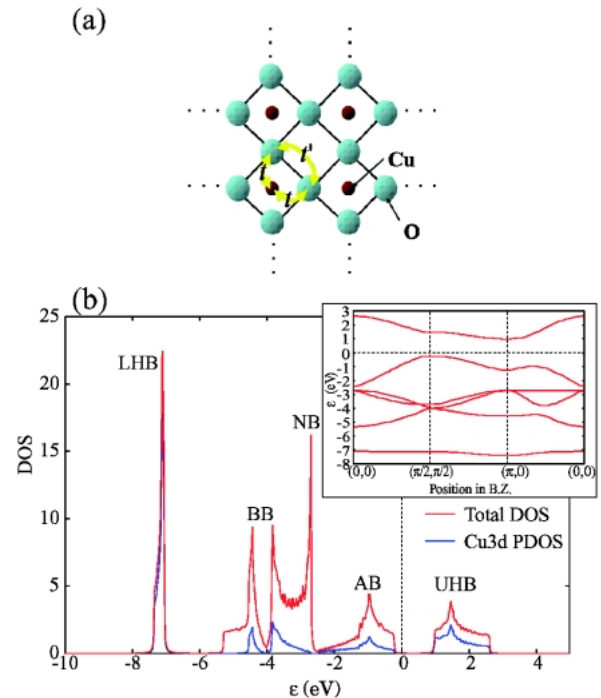 (a)
t'
t
t
Cu
O
(b)
25
20
15
10
5
0
DOS
-10
-8
-6
-4
-2
0
2
4
ε (eV)
LHB
BB
NB
AB
UHB
Total DOS
Cu3d PDOS
3
2
1
0
-1
-2
-3
-4
-5
-6
-7
-8
ε (eV)
(0,0)
(π/2,π/2)
(π,0)
(0,0)
Position in B.Z.